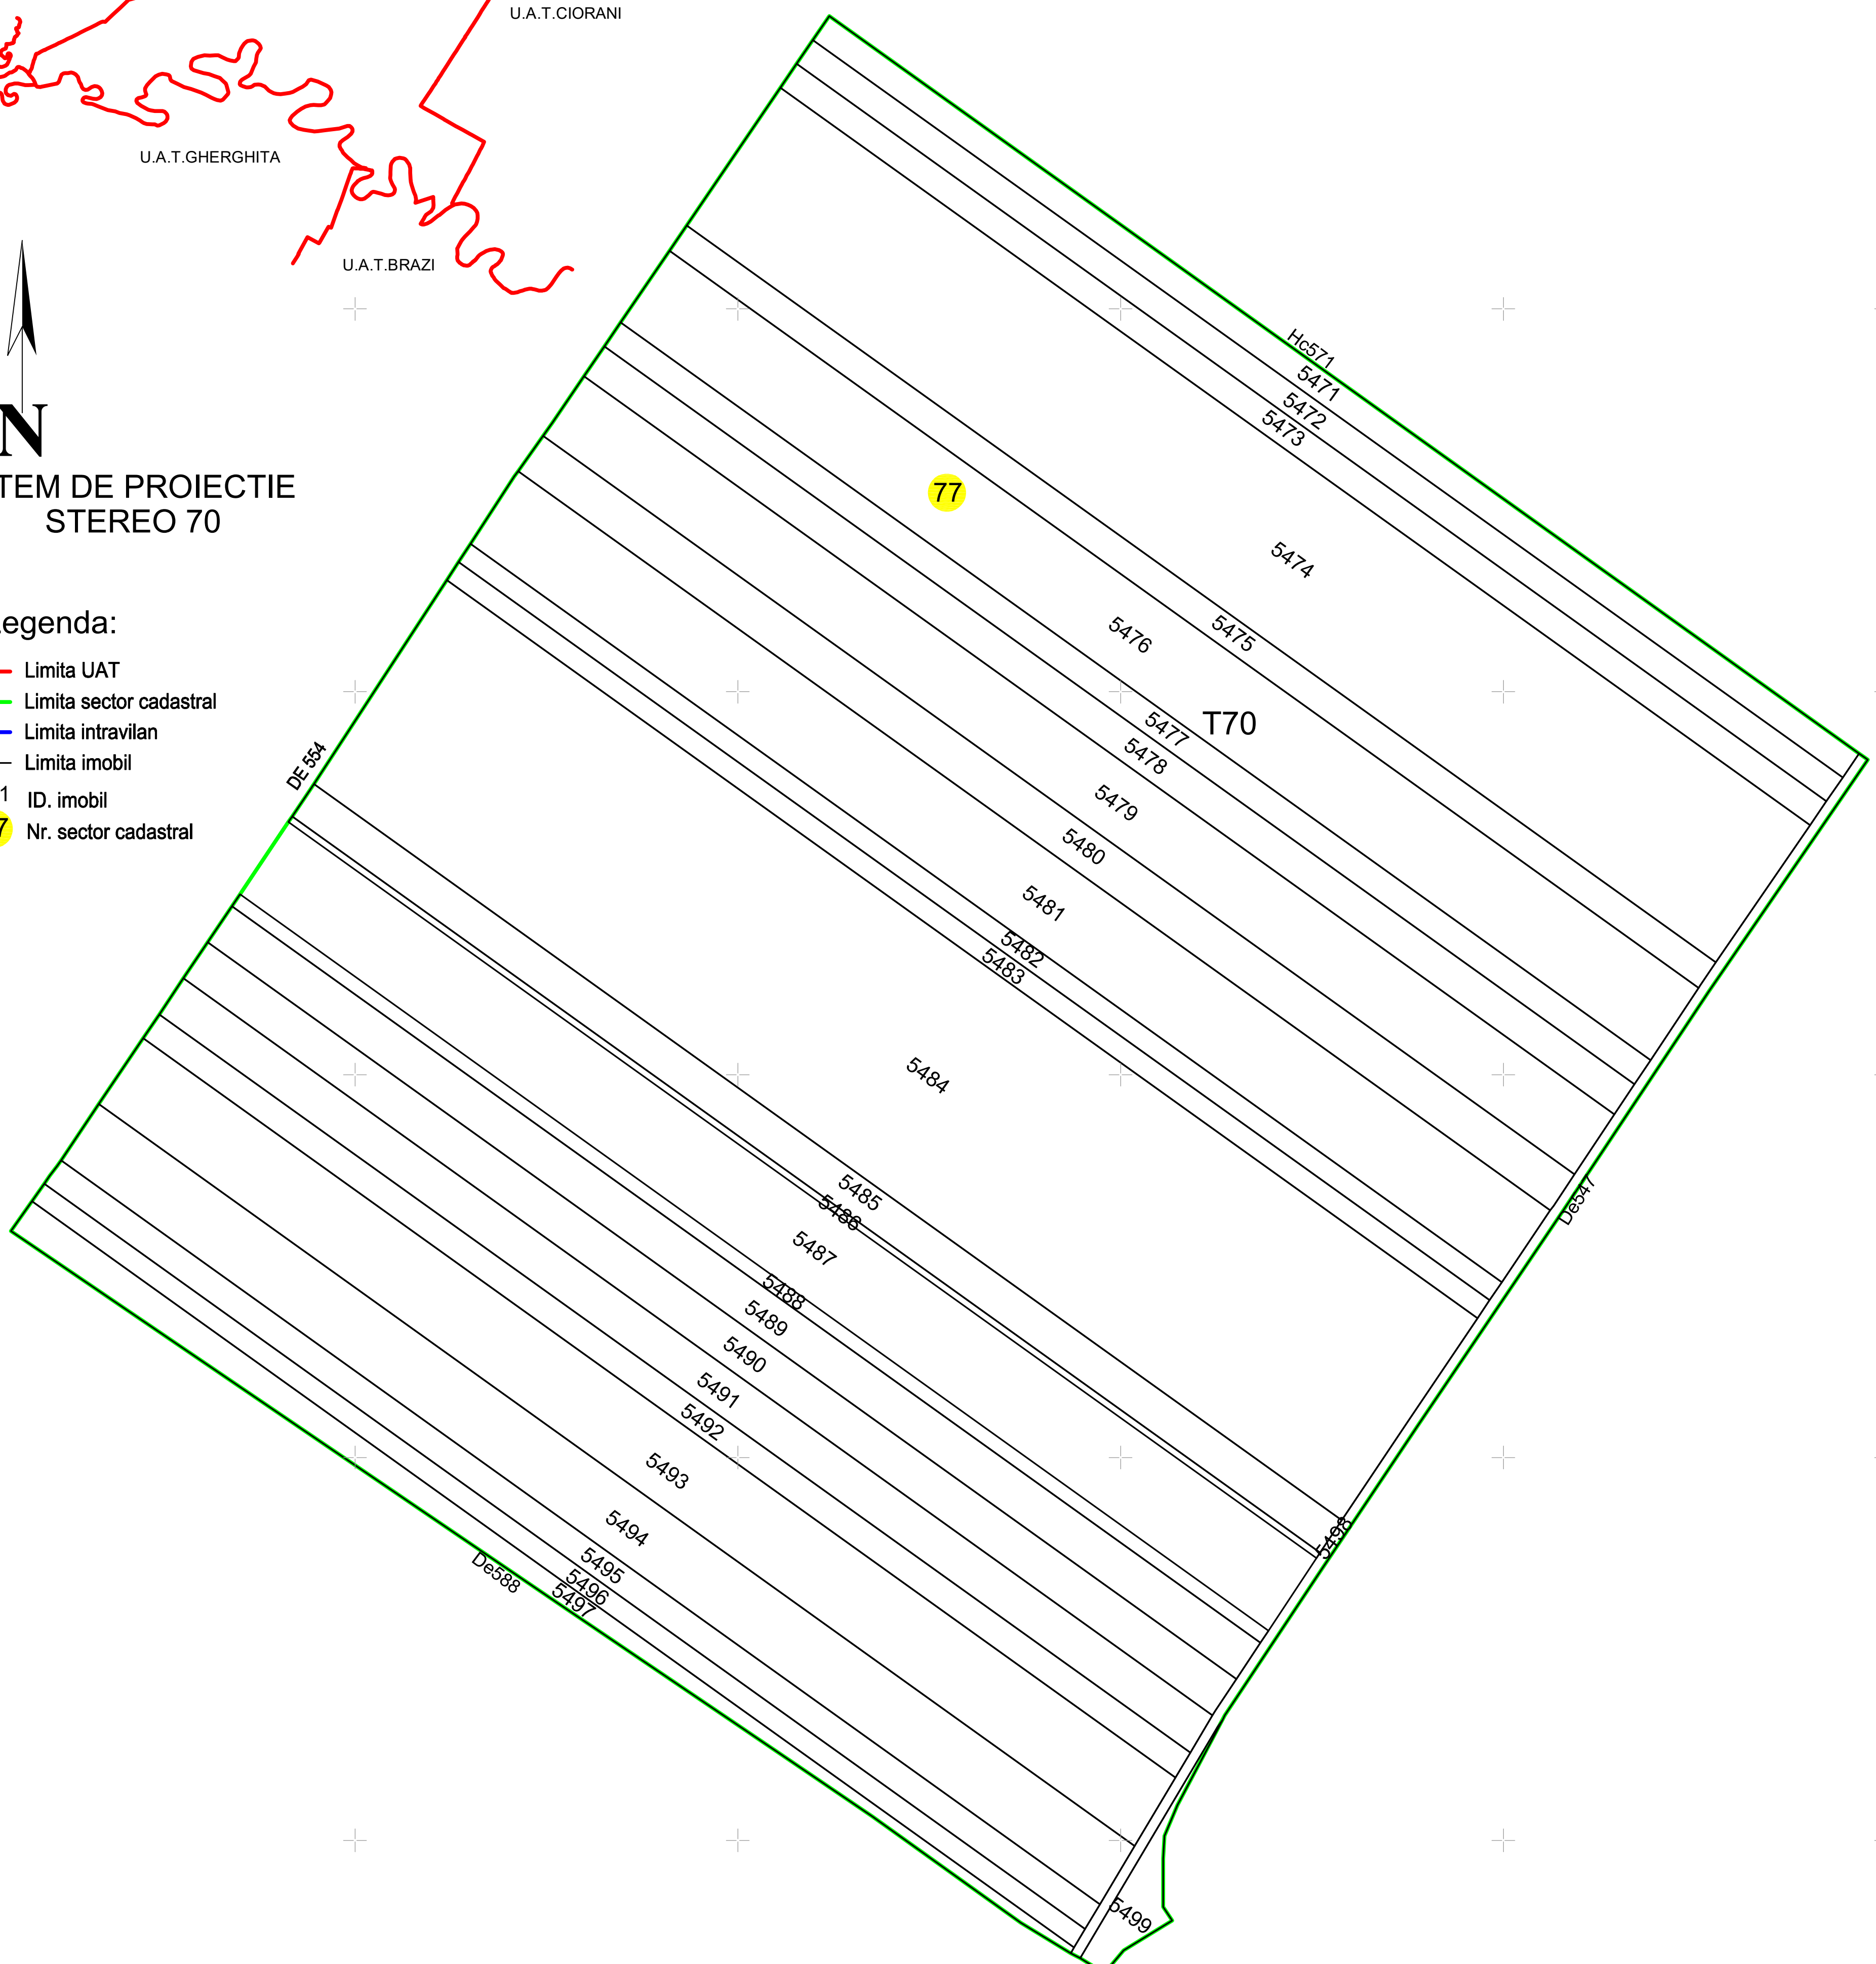 U.A.T.CIORANI
U.A.T.GHERGHITA
U.A.T.BRAZI
N
TEM DE PROIECTIE
STEREO 70
egenda:
Limita UAT
Limita sector cadastral
Limita intravilan
Limita imobil
1 ID. imobil
7 Nr. sector cadastral
Hc571
5471
5472
5473
77
5474
5475
5476
T70
5477
5478
5479
5480
5481
5482
5483
DE 554
5484
De547
5485
5486
5487
5488
5489
5490
5491
5492
5493
5494
5498
5495
5496
5497
De588
5499